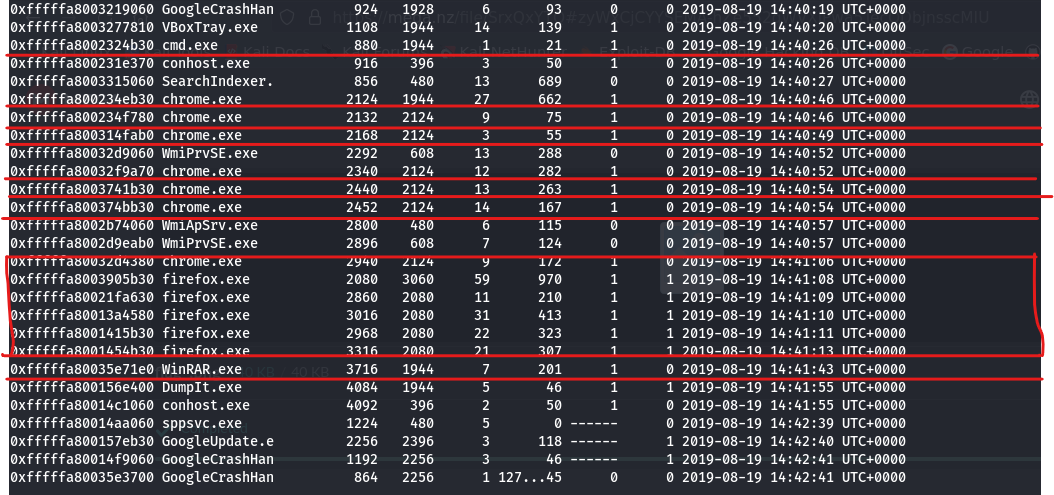 0xfffffa8003219060 GoogleCrashHan 924 1928 6 93 0 0 2019-08-19 14:40:19 UTC+0000
0xfffffa8003277810 VBoxTray.exe 1108 1944 14 139 1 0 2019-08-19 14:40:20 UTC+0000
0xfffffa8002324b30 cmd.exe 880 1944 1 21 1 0 2019-08-19 14:40:26 UTC+0000
0xfffffa800231e370 conhost.exe 916 396 3 50 1 0 2019-08-19 14:40:26 UTC+0000
0xfffffa8003315060 SearchIndexer. 856 480 13 689 0 0 2019-08-19 14:40:27 UTC+0000
0xfffffa800234eb30 chrome.exe 2124 1944 27 662 1 0 2019-08-19 14:40:46 UTC+0000
0xfffffa800234f780 chrome.exe 2132 2124 9 75 1 0 2019-08-19 14:40:46 UTC+0000
0xfffffa800314fab0 chrome.exe 2168 2124 3 55 1 0 2019-08-19 14:40:49 UTC+0000
0xfffffa80032d9060 WmiPrvSE.exe 2292 608 13 288 0 0 2019-08-19 14:40:52 UTC+0000
0xfffffa80032f9a70 chrome.exe 2340 2124 12 282 1 0 2019-08-19 14:40:52 UTC+0000
0xfffffa8003741b30 chrome.exe 2440 2124 13 263 1 0 2019-08-19 14:40:54 UTC+0000
0xfffffa800374bb30 chrome.exe 2452 2124 14 167 1 0 2019-08-19 14:40:54 UTC+0000
0xfffffa8002b74060 WmiApSrv.exe 2800 480 6 115 0 0 2019-08-19 14:40:57 UTC+0000
0xfffffa8002d9eab0 WmiPrvSE.exe 2896 608 7 124 0 0 2019-08-19 14:40:57 UTC+0000
0xfffffa80032d4380 chrome.exe 2940 2124 9 172 1 0 2019-08-19 14:41:06 UTC+0000
0xfffffa8003905b30 firefox.exe 2080 3060 59 970 1 1 2019-08-19 14:41:08 UTC+0000
0xfffffa80021fa630 firefox.exe 2860 2080 11 210 1 1 2019-08-19 14:41:09 UTC+0000
0xfffffa80013a4580 firefox.exe 3016 2080 31 413 1 1 2019-08-19 14:41:10 UTC+0000
0xfffffa8001415b30 firefox.exe 2968 2080 22 323 1 1 2019-08-19 14:41:11 UTC+0000
0xfffffa8001454b30 firefox.exe 3316 2080 21 307 1 1 2019-08-19 14:41:13 UTC+0000
0xfffffa80035e71e0 WinRAR.exe 3716 1944 7 201 1 0 2019-08-19 14:41:43 UTC+0000
0xfffffa800156e400 DumpIt.exe 4084 1944 5 46 1 1 2019-08-19 14:41:55 UTC+0000
0xfffffa80014c1060 conhost.exe 4092 396 2 50 1 0 2019-08-19 14:41:55 UTC+0000
0xfffffa80014aa060 sppsvc.exe 1224 480 5 0 ------ 0 2019-08-19 14:42:39 UTC+0000
0xfffffa800157eb30 GoogleUpdate.e 2256 2396 3 118 ------ 1 2019-08-19 14:42:40 UTC+0000
0xfffffa80014f9060 GoogleCrashHan 1192 2256 3 46 ------ 1 2019-08-19 14:42:41 UTC+0000
0xfffffa80035e3700 GoogleCrashHan 864 2256 1 127...45 0 0 2019-08-19 14:42:41 UTC+0000